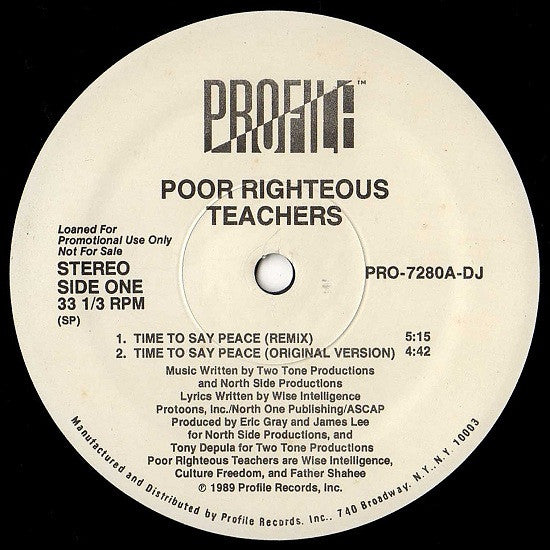 PROFILE™
POOR RIGHTEOUS
TEACHERS
Loaned For
Promotional Use Only
Not For Sale
STEREO
SIDE ONE
33 1/3 RPM
(SP)
PRO-7280A-DJ
1. TIME TO SAY PEACE (REMIX) 5:15
2. TIME TO SAY PEACE (ORIGINAL VERSION) 4:42
Music Written by Two Tone Productions
and North Side Productions
Lyrics Written by Wise Intelligence
Protoons, Inc./North One Publishing/ASCAP
Produced by Eric Gray and James Lee
for North Side Productions, and
Tony Depula for Two Tone Productions
Poor Righteous Teachers are Wise Intelligence,
Culture Freedom, and Father Shahee
℗ 1989 Profile Records, Inc.
Manufactured and Distributed by Profile Records, Inc., 740 Broadway, N.Y., N.Y. 10003